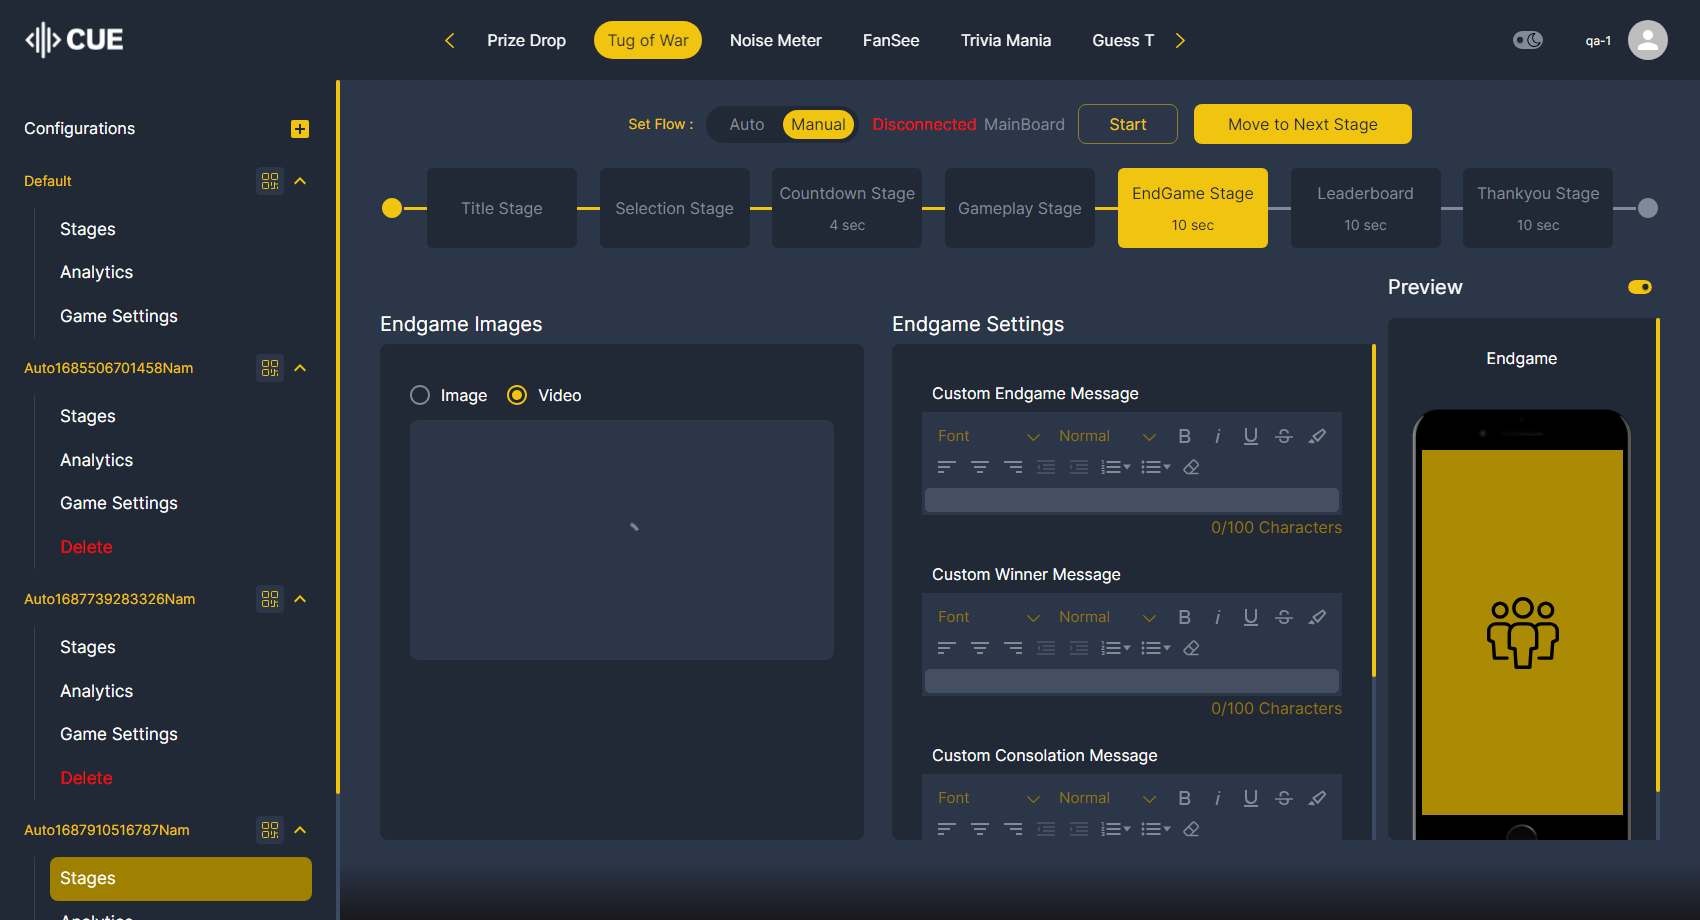 CUE
Prize Drop
Tug of War
Noise Meter
FanSee
Trivia Mania
Guess T
qa-1
Configurations
Default
Stages
Analytics
Game Settings
Auto1685506701458Nam
Stages
Analytics
Game Settings
Delete
Auto1687739283326Nam
Stages
Analytics
Game Settings
Delete
Auto1687910516787Nam
Stages
Analytics
Set Flow :
Auto
Manual
Disconnected MainBoard
Start
Move to Next Stage
Title Stage
Selection Stage
Countdown Stage
4 sec
Gameplay Stage
EndGame Stage
10 sec
Leaderboard
10 sec
Thankyou Stage
10 sec
Endgame Images
Image
Video
Endgame Settings
Custom Endgame Message
Font
Normal
B i U S
0/100 Characters
Custom Winner Message
Font
Normal
B i U S
0/100 Characters
Custom Consolation Message
Font
Normal
B i U S
Preview
Endgame